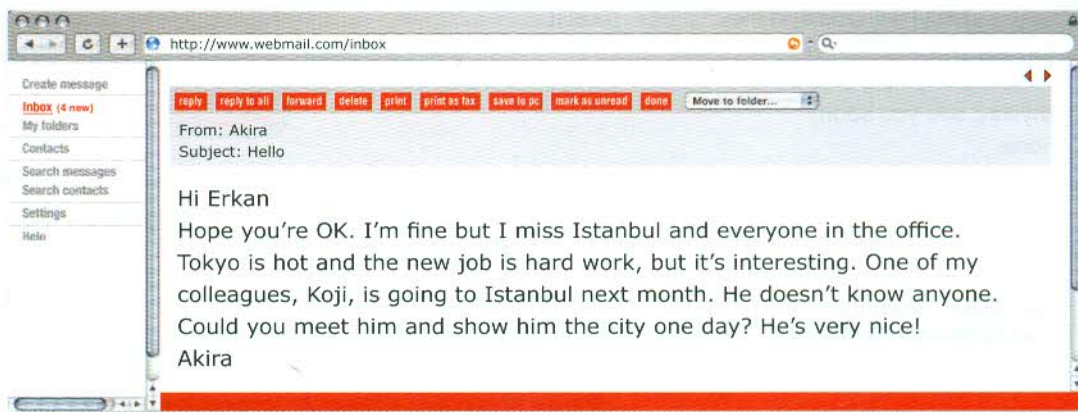 http://www.webmail.com/inbox
Create message
Inbox (4 new)
My folders
Contacts
Search messages
Search contacts
Settings
Help
reply reply to all forward delete print print as fax save to pc mark as unread done Move to folder...
From: Akira
Subject: Hello
Hi Erkan
Hope you're OK. I'm fine but I miss Istanbul and everyone in the office.
Tokyo is hot and the new job is hard work, but it's interesting. One of my
colleagues, Koji, is going to Istanbul next month. He doesn't know anyone.
Could you meet him and show him the city one day? He's very nice!
Akira